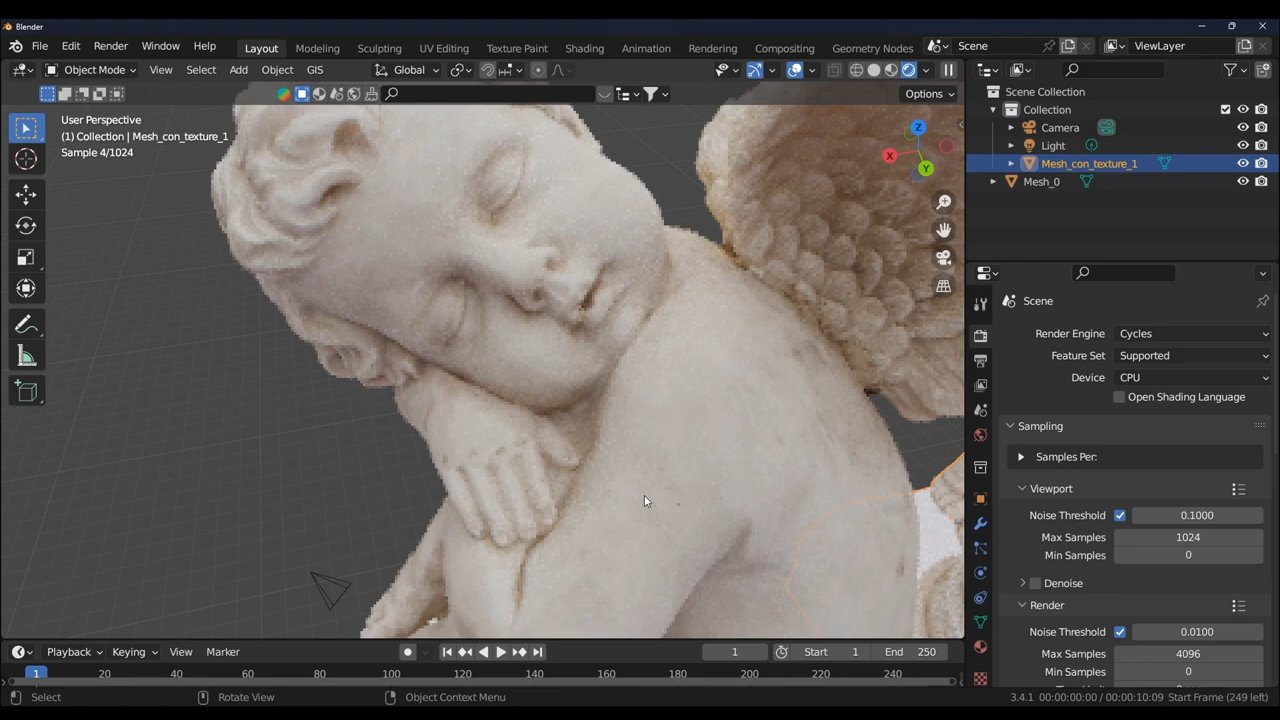 Blender
File Edit Render Window Help Layout Modeling Sculpting UV Editing Texture Paint Shading Animation Rendering Compositing Geometry Nodes Scene ViewLayer
Object Mode View Select Add Object GIS Global
Options
User Perspective
(1) Collection | Mesh_con_texture_1
Sample 4/1024
Z
X
Y
Scene Collection
Collection
Camera
Light
Mesh_con_texture_1
Mesh_0
Scene
Render Engine Cycles
Feature Set Supported
Device CPU
Open Shading Language
Sampling
Samples Per:
Viewport
Noise Threshold 0.1000
Max Samples 1024
Min Samples 0
Denoise
Render
Noise Threshold 0.0100
Max Samples 4096
Min Samples 0
Playback Keying View Marker 1 Start 1 End 250
1 20 40 60 80 100 120 140 160 180 200 220 240
Select Rotate View Object Context Menu 3.4.1 00:00:00:00 / 00:00:10:09 Start Frame (249 left)